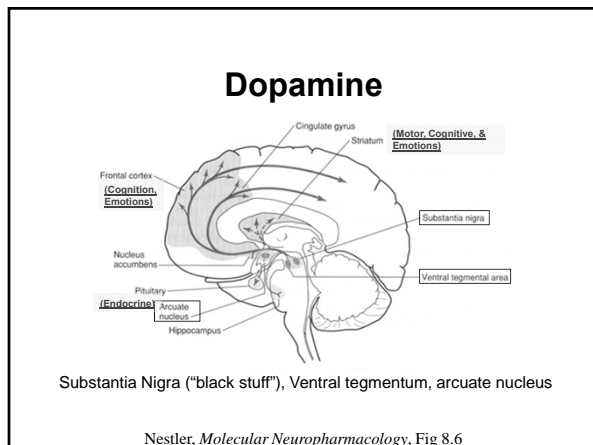 Dopamine
Cingulate gyrus
Striatum
(Motor, Cognitive, &
Emotions)
Frontal cortex
(Cognition,
Emotions)
Substantia nigra
Nucleus
accumbens
Ventral tegmental area
Pituitary
(Endocrine)
Arcuate
nucleus
Hippocampus
Substantia Nigra (“black stuff”), Ventral tegmentum, arcuate nucleus
Nestler, Molecular Neuropharmacology, Fig 8.6